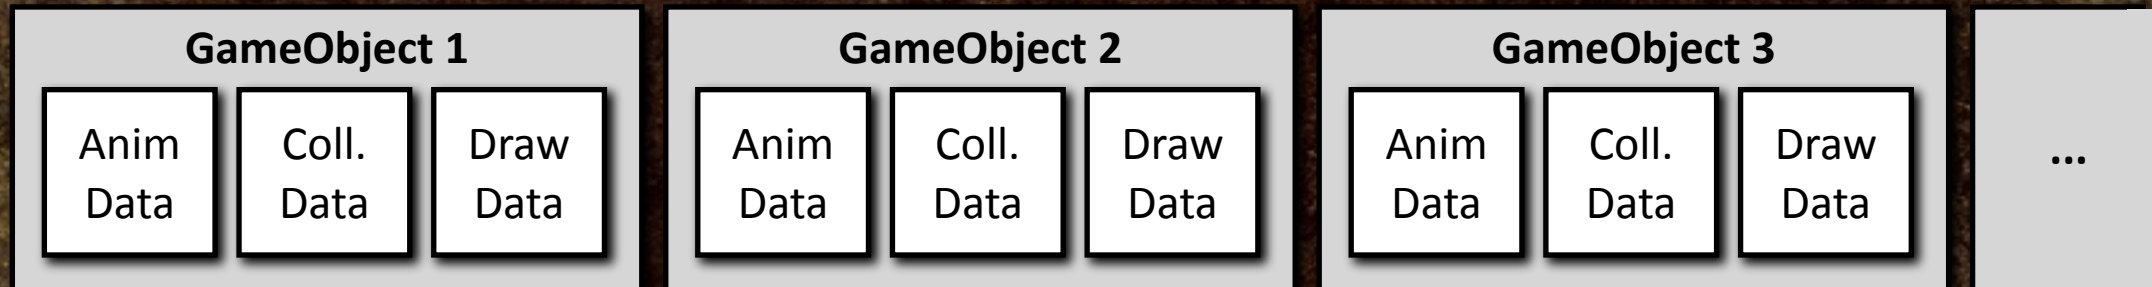 GameObject 1
Anim
Data
Coll.
Data
Draw
Data
GameObject 2
Anim
Data
Coll.
Data
Draw
Data
GameObject 3
Anim
Data
Coll.
Data
Draw
Data
...